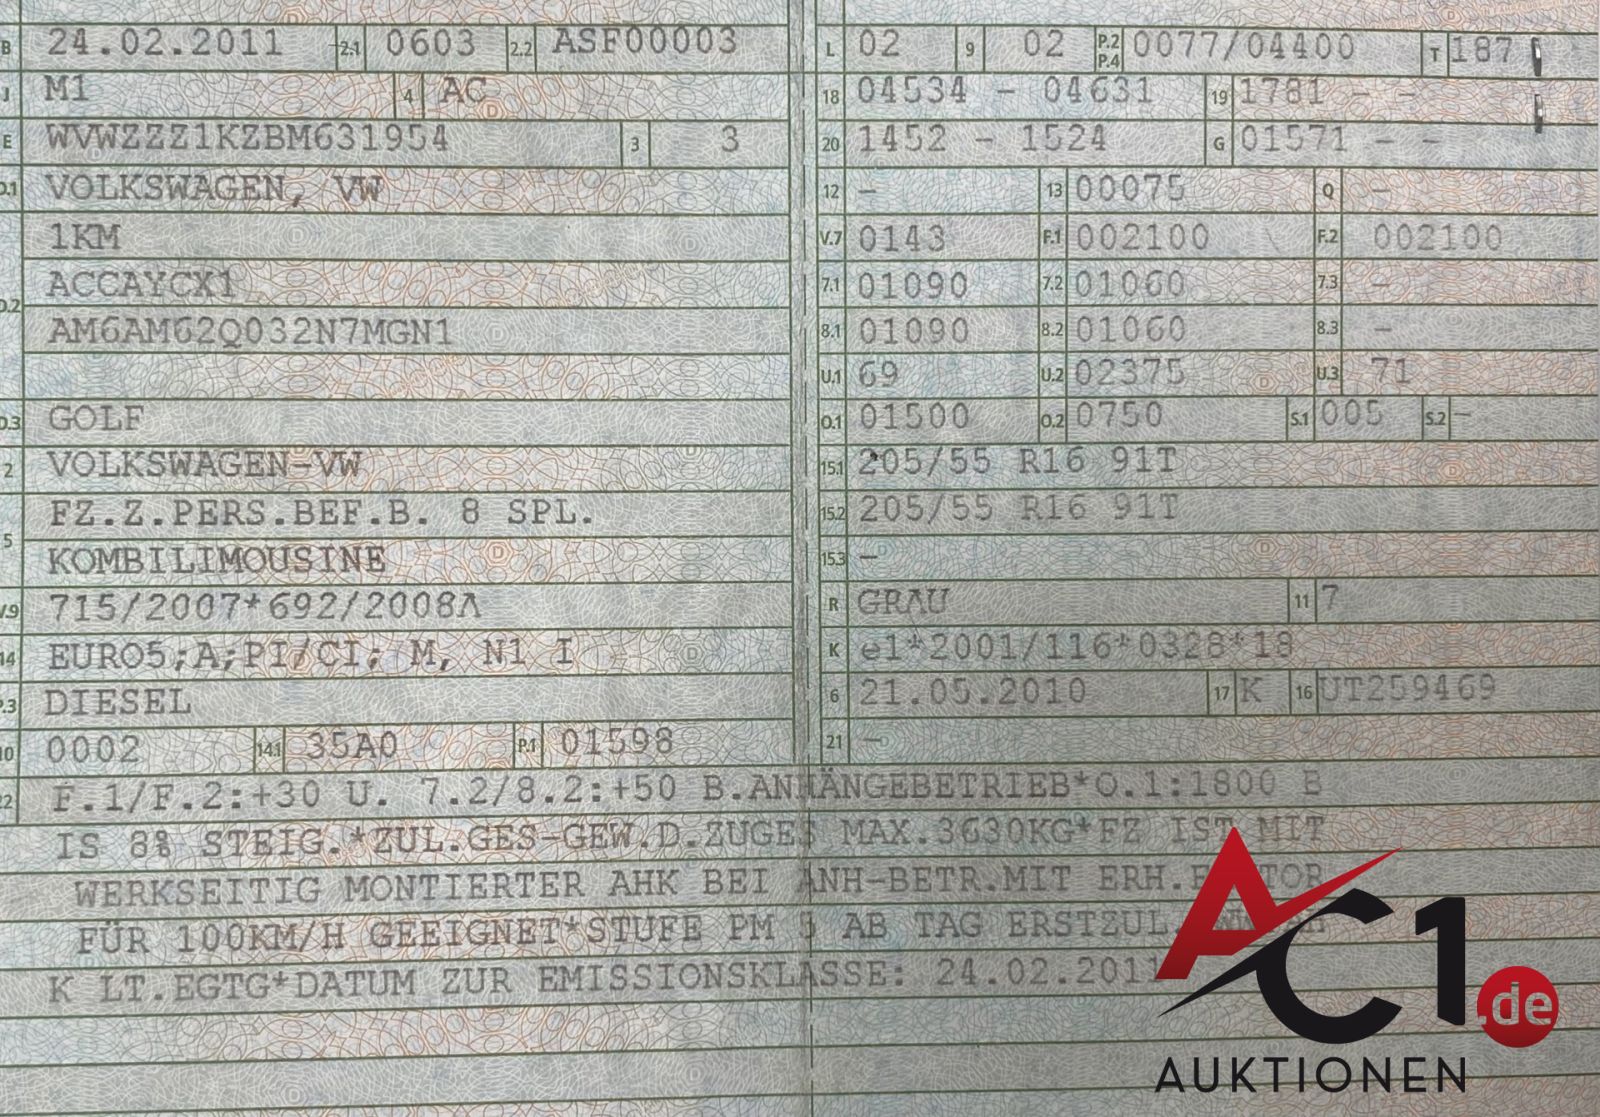 B 24.02.2011 2.1 0603 2.2 ASF00003
J M1 4 AC
E WVWZZZ1KZBM631954 3 3
D.1 VOLKSWAGEN, VW
1KM
D.2 ACCAYCX1
AM6AM62Q032N7MGN1
D.3 GOLF
2 VOLKSWAGEN-VW
5 FZ.Z.PERS.BEF.B. 8 SPL.
KOMBILIMOUSINE
V.9 715/2007*692/2008A
14 EURO5;A;PI/CI; M, N1 I
P.3 DIESEL
10 0002 14.1 35A0 P.1 01598
L 02 9 02 P.2 P.4 0077/04400 T 187
18 04534 - 04631 19 1781 - -
20 1452 - 1524 G 01571 - -
12 - 13 00075 Q -
V.7 0143 F.1 002100 F.2 002100
7.1 01090 7.2 01060 7.3 -
8.1 01090 8.2 01060 8.3 -
U.1 69 U.2 02375 U.3 71
O.1 01500 O.2 0750 S.1 005 S.2 -
15.1 205/55 R16 91T
15.2 205/55 R16 91T
15.3 -
R GRAU 11 7
K e1*2001/116*0328*18
6 21.05.2010 17 K 16 UT259469
21 -
22 F.1/F.2:+30 U. 7.2/8.2:+50 B.ANHÄNGEBETRIEB*O.1:1800 B
IS 8% STEIG.*ZUL.GES-GEW.D.ZUGES MAX.3630KG*FZ IST MIT
WERKSEITIG MONTIERTER AHK BEI ANH-BETR.MIT ERH.
FÜR 100KM/H GEEIGNET*STUFE PM 5 AB TAG ERSTZUL.
K LT.EGTG*DATUM ZUR EMISSIONSKLASSE: 24.02.2011
AC1.de
AUKTIONEN